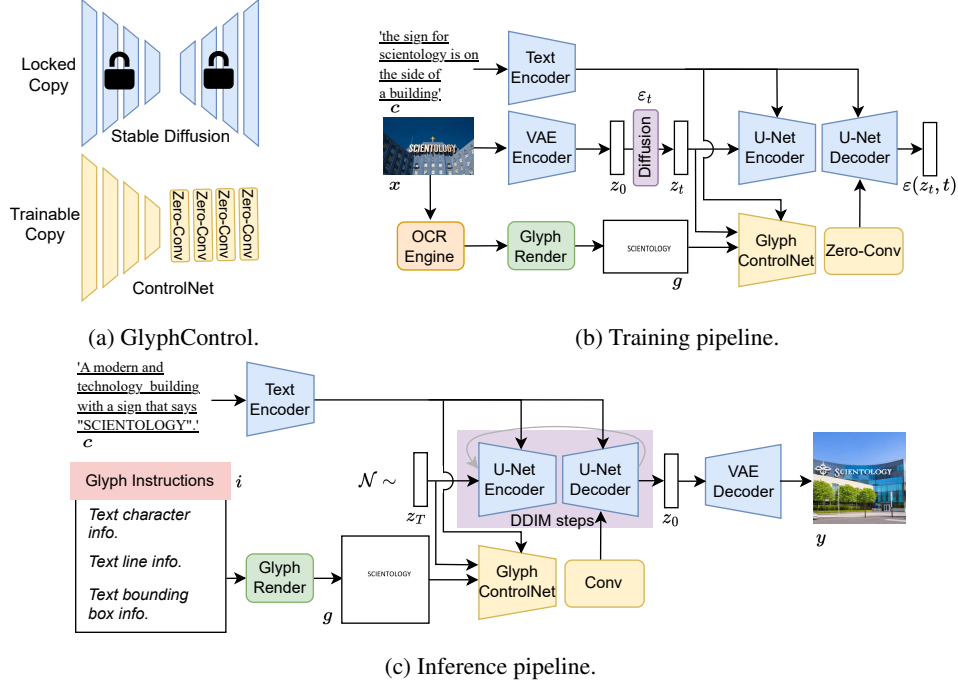 Locked
Copy
Stable Diffusion
Trainable
Copy
Zero-Conv
Zero-Conv
Zero-Conv
Zero-Conv
ControlNet
(a) GlyphControl.
'the sign for
scientology is on
the side of
a building'
c
Text
Encoder
SCIENTOLOGY
x
VAE
Encoder
z0
εt
Diffusion
zt
U-Net
Encoder
U-Net
Decoder
ε(zt, t)
OCR
Engine
Glyph
Render
SCIENTOLOGY
g
Glyph
ControlNet
Zero-Conv
(b) Training pipeline.
'A modern and
technology building
with a sign that says
"SCIENTOLOGY".'
c
Text
Encoder
Glyph Instructions
i
Text character
info.
Text line info.
Text bounding
box info.
Glyph
Render
SCIENTOLOGY
g
N ∼
zT
U-Net
Encoder
U-Net
Decoder
DDIM steps
Glyph
ControlNet
Conv
z0
VAE
Decoder
SCIENTOLOGY
y
(c) Inference pipeline.